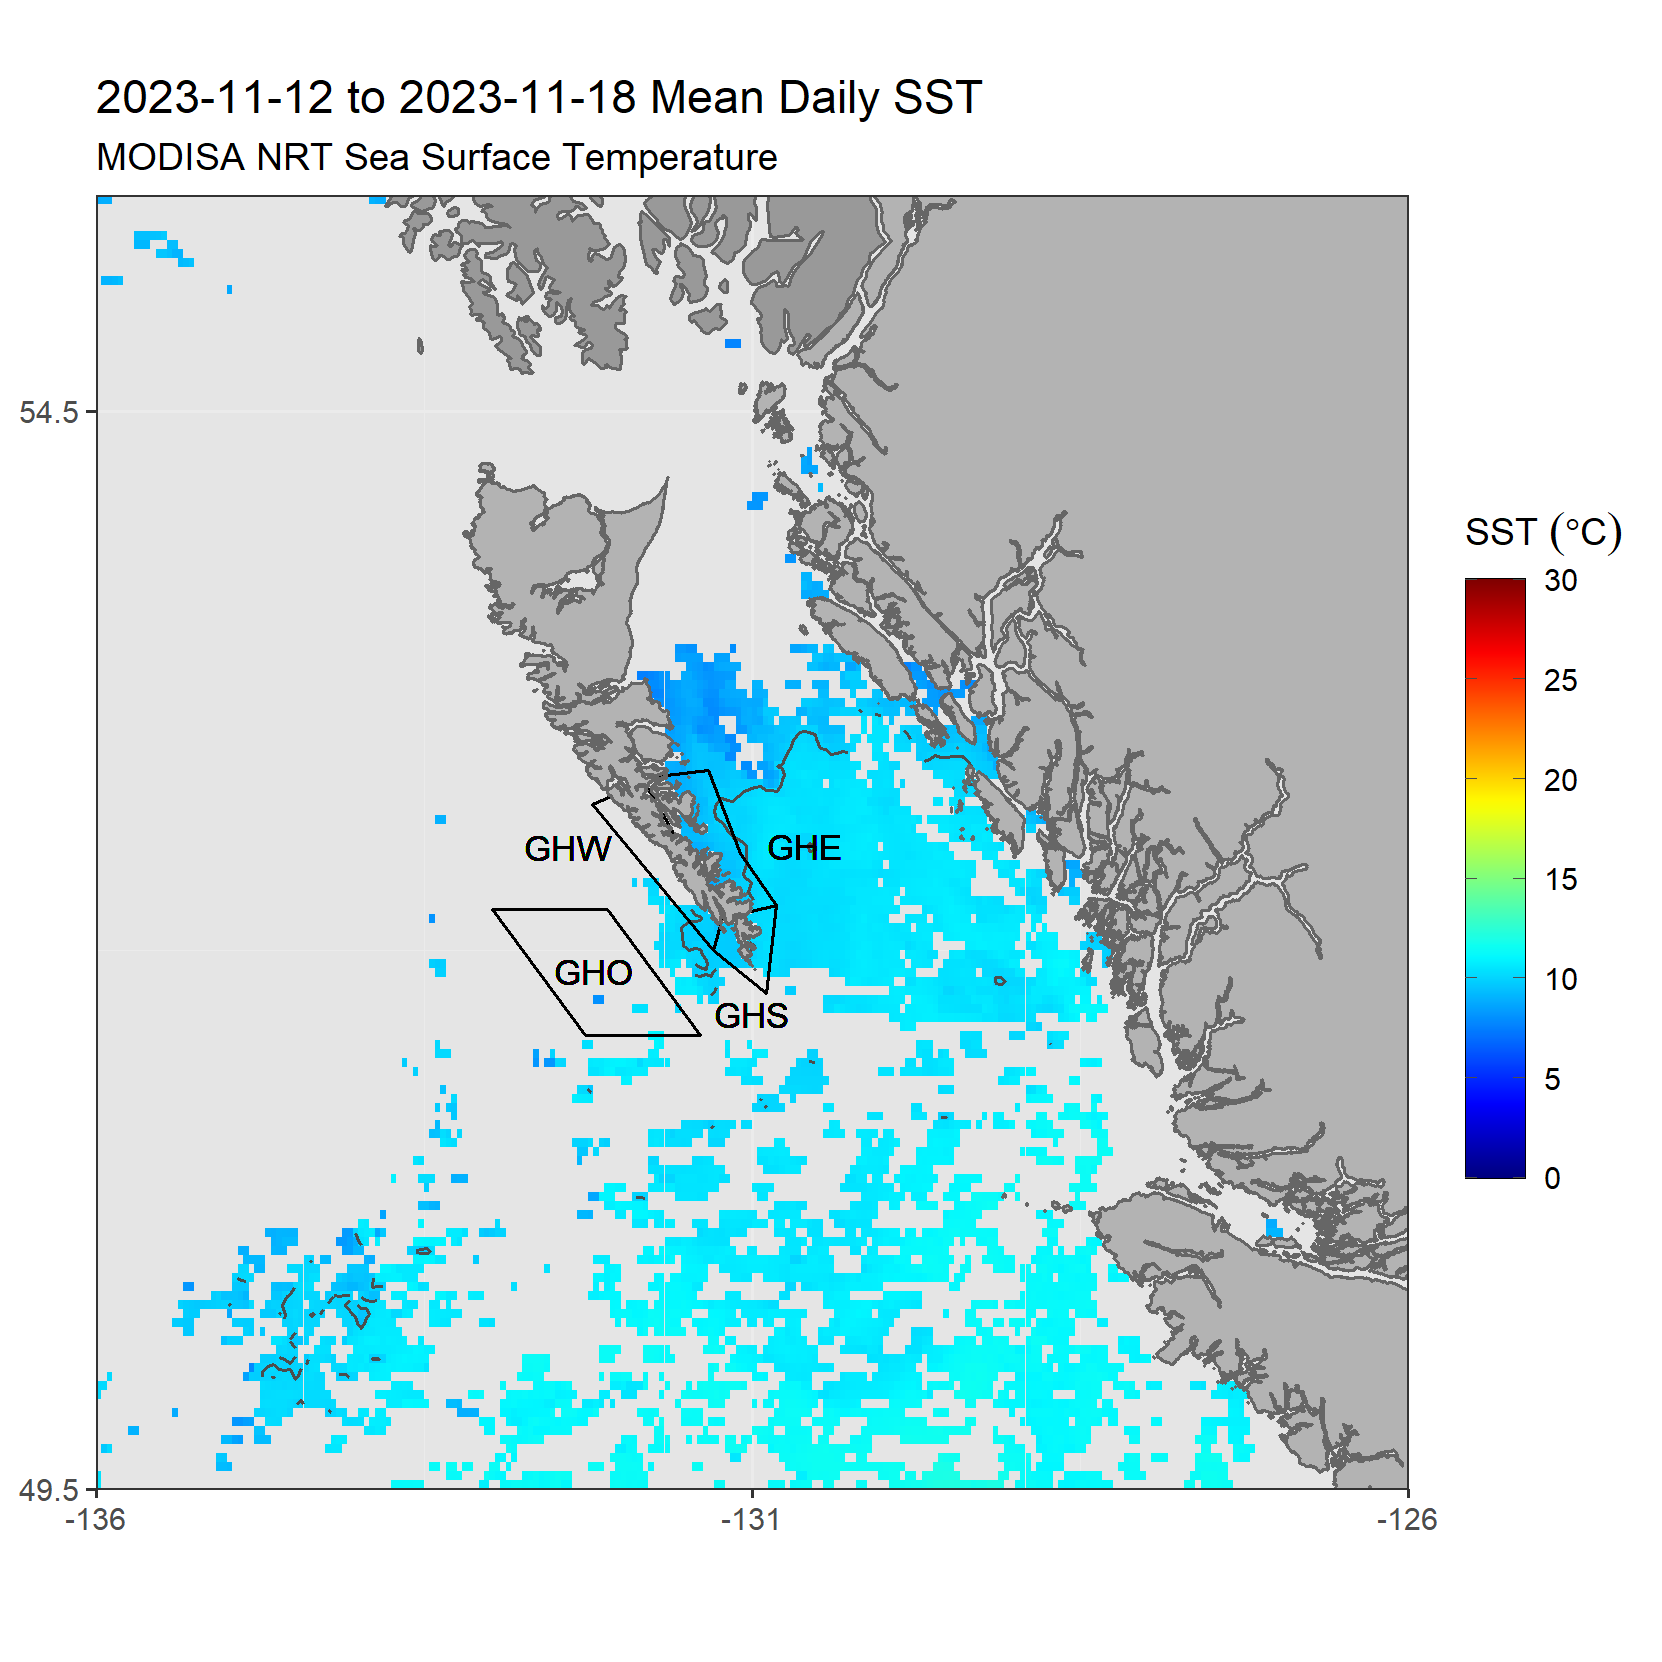 2023-11-12 to 2023-11-18 Mean Daily SST
MODISA NRT Sea Surface Temperature
54.5
49.5
-136
-131
-126
GHW
GHE
GHO
GHS
SST (°C)
30
25
20
15
10
5
0